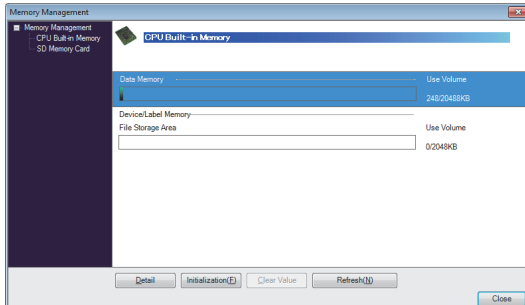 Memory Management
Memory Management
CPU Built-in Memory
SD Memory Card
CPU Built-in Memory
Data Memory
Use Volume
248/20488KB
Device/Label Memory
File Storage Area
Use Volume
0/2048KB
Detail
Initialization(F)
Clear Value
Refresh(N)
Close